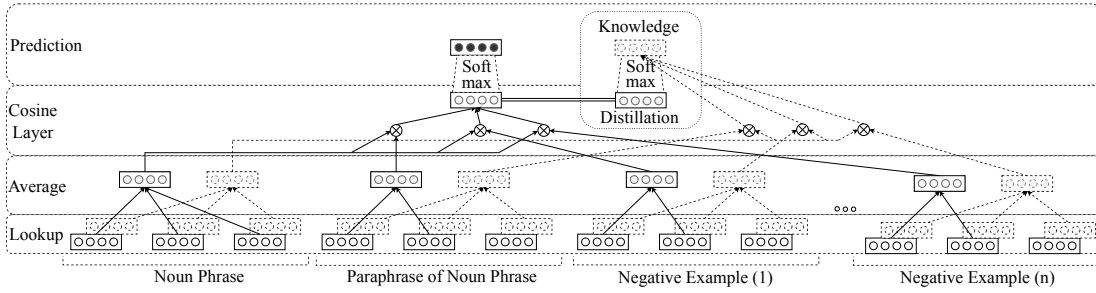 Prediction
Knowledge
Soft
max
Soft
max
Cosine
Layer
Distillation
Average
Lookup
Noun Phrase
Paraphrase of Noun Phrase
Negative Example (1)
Negative Example (n)